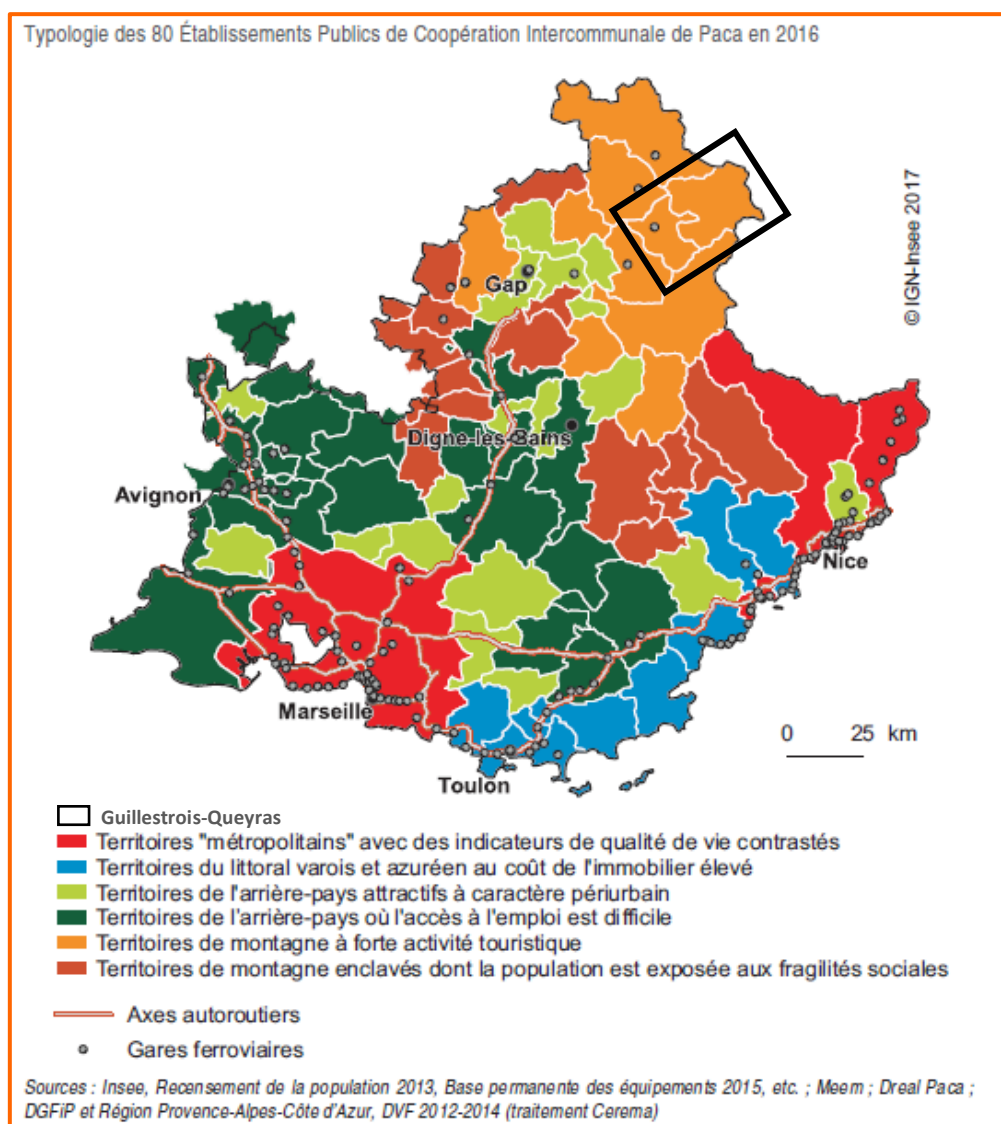 Typologie des 80 Établissements Publics de Coopération Intercommunale de Paca en 2016
© IGN-Insee 2017
Gap
Digne-les-Bains
Avignon
Nice
Marseille
0 25 km
Toulon
Guillestrois-Queyras
Territoires "métropolitains" avec des indicateurs de qualité de vie contrastés
Territoires du littoral varois et azuréen au coût de l'immobilier élevé
Territoires de l'arrière-pays attractifs à caractère périurbain
Territoires de l'arrière-pays où l'accès à l'emploi est difficile
Territoires de montagne à forte activité touristique
Territoires de montagne enclavés dont la population est exposée aux fragilités sociales
Axes autoroutiers
Gares ferroviaires
Sources : Insee, Recensement de la population 2013, Base permanente des équipements 2015, etc. ; Meem ; Dreal Paca ;
DGFiP et Région Provence-Alpes-Côte d'Azur, DVF 2012-2014 (traitement Cerema)